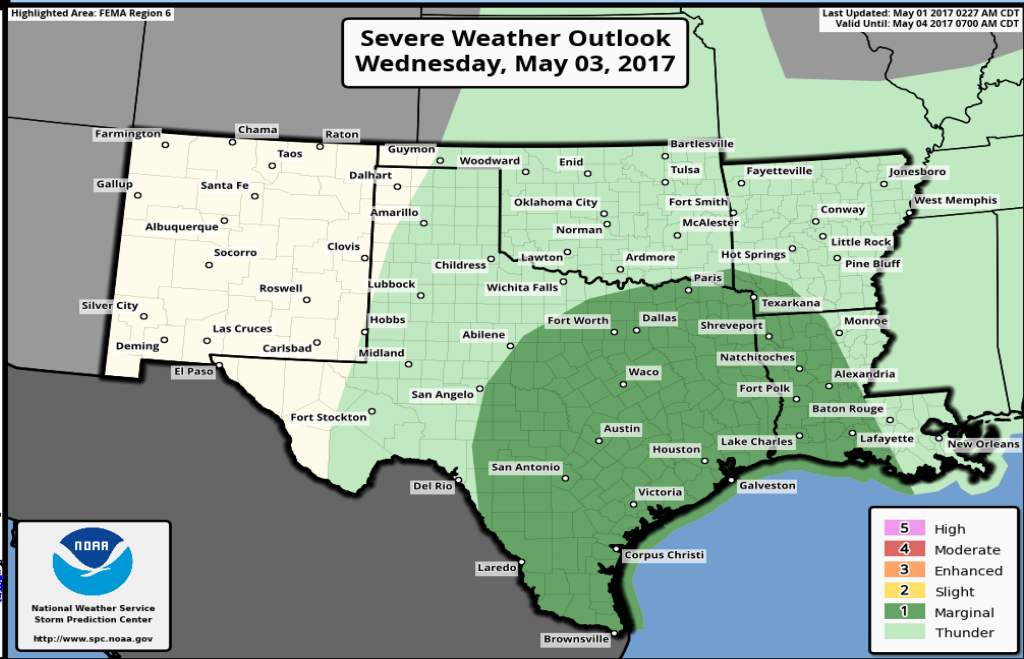 Highlighted Area: FEMA Region 6
Last Updated: May 01 2017 0227 AM CDT
Valid Until: May 04 2017 0700 AM CDT
Severe Weather Outlook
Wednesday, May 03, 2017
Farmington
Chama
Raton
Taos
Guymon
Woodward
Enid
Bartlesville
Tulsa
Fayetteville
Jonesboro
Gallup
Santa Fe
Dalhart
Albuquerque
Amarillo
Oklahoma City
Norman
Fort Smith
McAlester
Conway
West Memphis
Socorro
Clovis
Childress
Lawton
Ardmore
Hot Springs
Little Rock
Pine Bluff
Roswell
Lubbock
Wichita Falls
Paris
Texarkana
Silver City
Las Cruces
Hobbs
Abilene
Fort Worth
Dallas
Shreveport
Monroe
Deming
Carlsbad
Midland
Natchitoches
El Paso
San Angelo
Waco
Fort Polk
Alexandria
Fort Stockton
Austin
Baton Rouge
Houston
Lake Charles
Lafayette
New Orleans
Del Rio
San Antonio
Victoria
Galveston
Laredo
Corpus Christi
Brownsville
NOAA
National Weather Service
Storm Prediction Center
http://www.spc.noaa.gov
5 High
4 Moderate
3 Enhanced
2 Slight
1 Marginal
Thunder